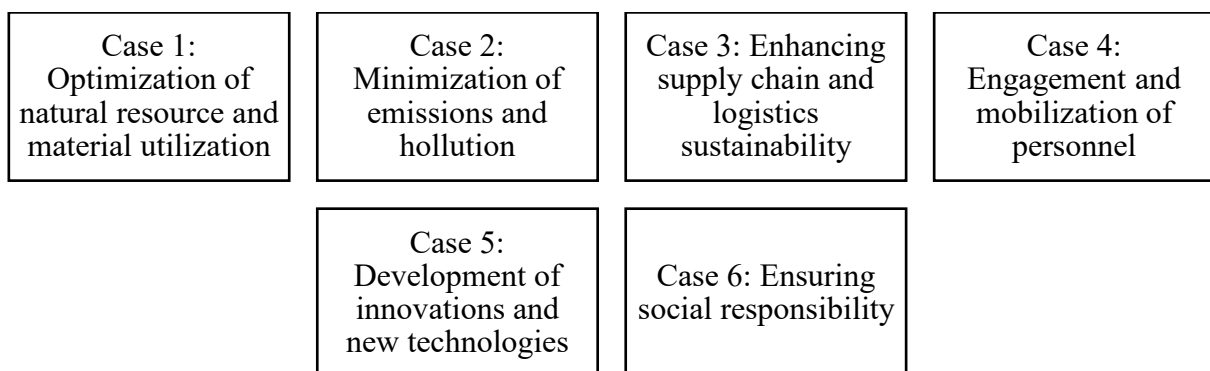 Case 1:
Optimization of
natural resource and
material utilization
Case 2:
Minimization of
emissions and
hollution
Case 3: Enhancing
supply chain and
logistics
sustainability
Case 4:
Engagement and
mobilization of
personnel
Case 5:
Development of
innovations and
new technologies
Case 6: Ensuring
social responsibility